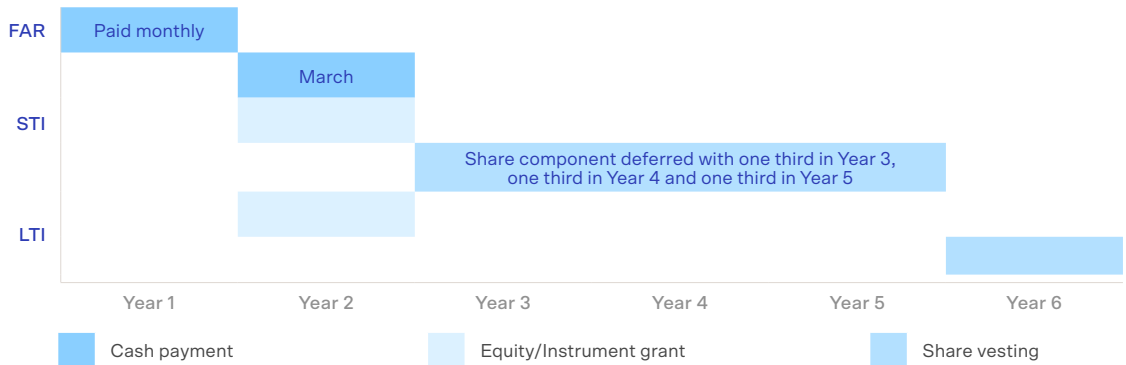 FAR
Paid monthly
March
STI
Share component deferred with one third in Year 3,
one third in Year 4 and one third in Year 5
LTI
Year 1
Year 2
Year 3
Year 4
Year 5
Year 6
Cash payment
Equity/Instrument grant
Share vesting